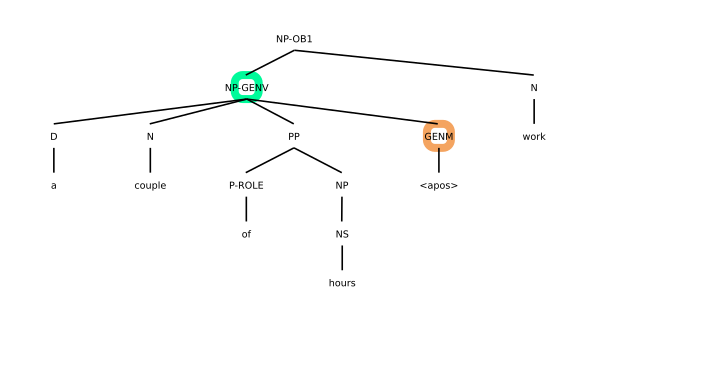 NP-OB1
NP-GENV N
D N PP GENM work
a couple P-ROLE NP <apos>
of NS
hours